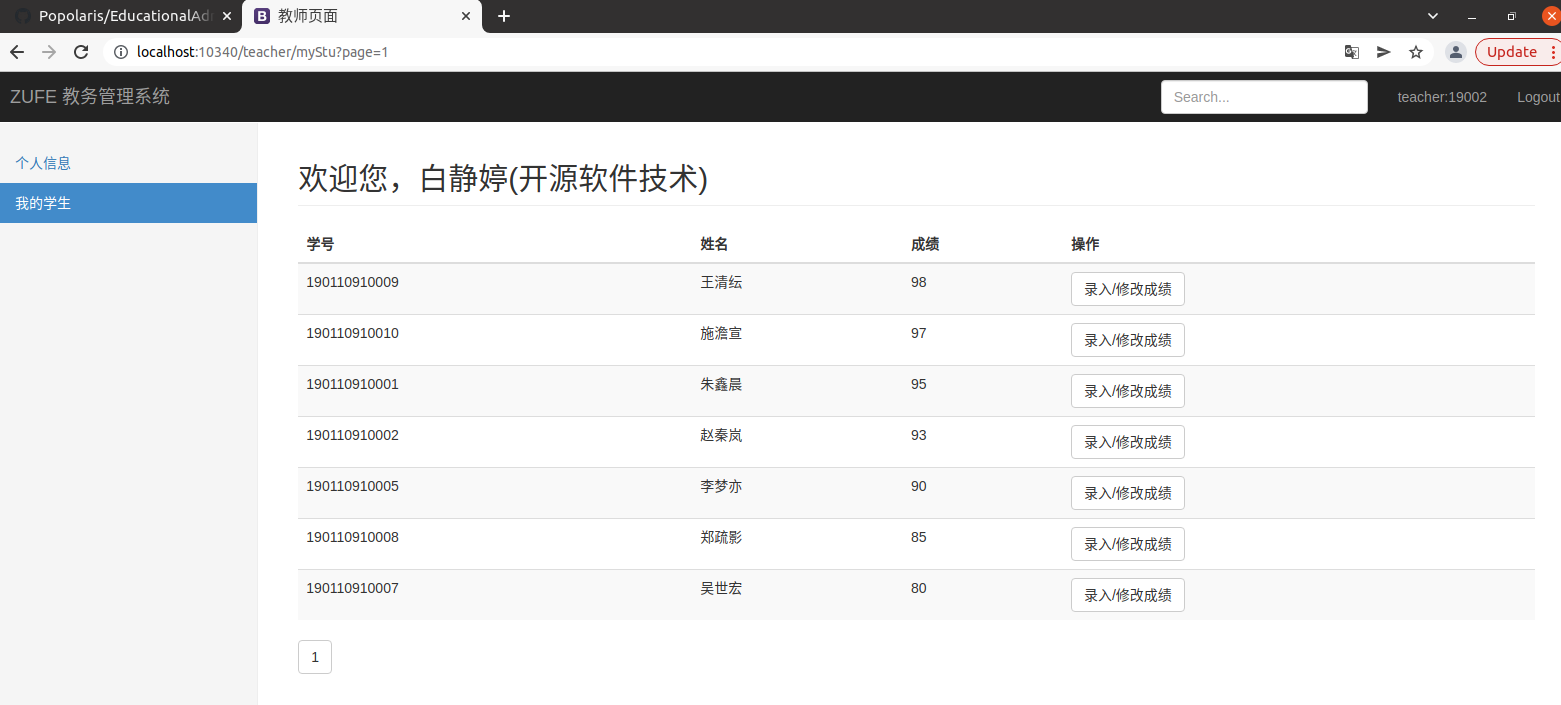 Popolaris/EducationalAd
教师页面
localhost:10340/teacher/myStu?page=1
Update
ZUFE 教务管理系统
Search...
teacher:19002
Logout
个人信息
我的学生
欢迎您，白静婷(开源软件技术)
学号 姓名 成绩 操作
190110910009 王清纭 98 录入/修改成绩
190110910010 施澹宣 97 录入/修改成绩
190110910001 朱鑫晨 95 录入/修改成绩
190110910002 赵秦岚 93 录入/修改成绩
190110910005 李梦亦 90 录入/修改成绩
190110910008 郑疏影 85 录入/修改成绩
190110910007 吴世宏 80 录入/修改成绩
1